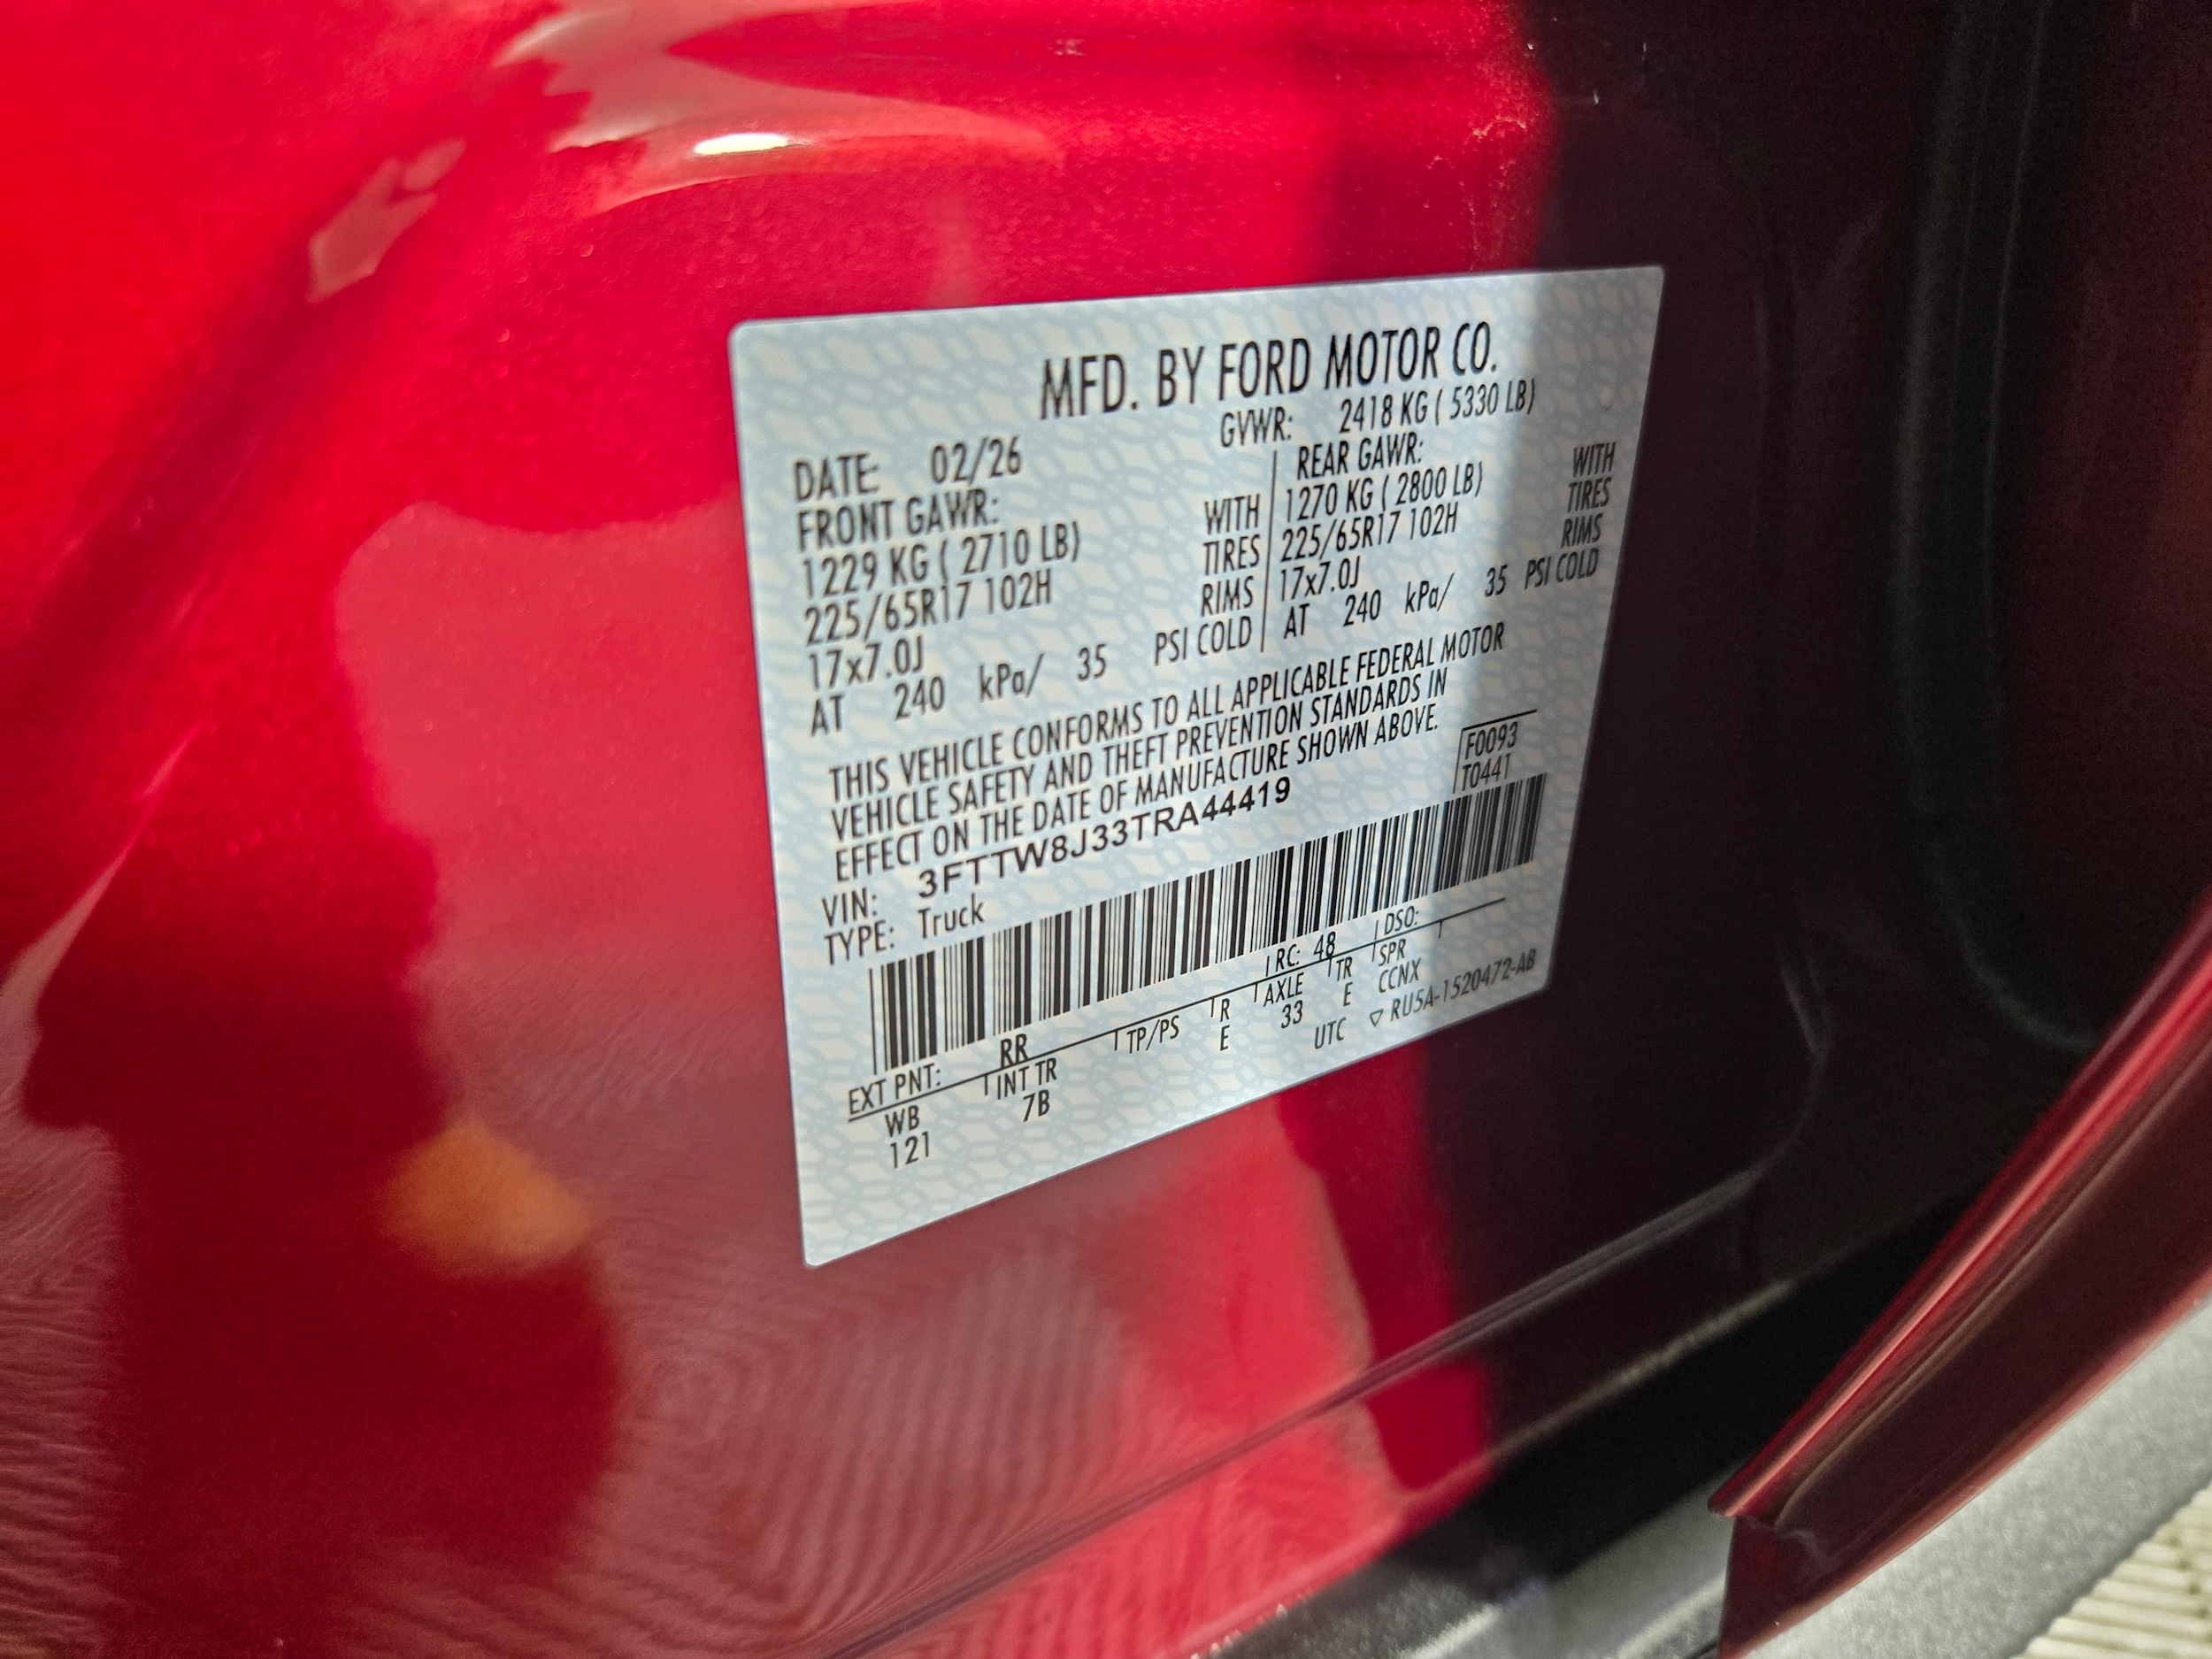 MFD. BY FORD MOTOR CO.
DATE: 02/26 GVWR: 2418 KG ( 5330 LB)
FRONT GAWR: REAR GAWR:
1229 KG ( 2710 LB) WITH 1270 KG ( 2800 LB) WITH
225/65R17 102H TIRES 225/65R17 102H TIRES
17x7.0J RIMS 17x7.0J RIMS
AT 240 kPa/ 35 PSI COLD AT 240 kPa/ 35 PSI COLD
THIS VEHICLE CONFORMS TO ALL APPLICABLE FEDERAL MOTOR
VEHICLE SAFETY AND THEFT PREVENTION STANDARDS IN
EFFECT ON THE DATE OF MANUFACTURE SHOWN ABOVE.
VIN: 3FTTW8J33TRA44419 F0093
TYPE: Truck T0441
EXT PNT: RR RC: 48 DSO:
WB INT TR TP/PS R AXLE TR SPR
121 7B E 33 E CCNX
UTC ▽ RU5A-1520472-AB